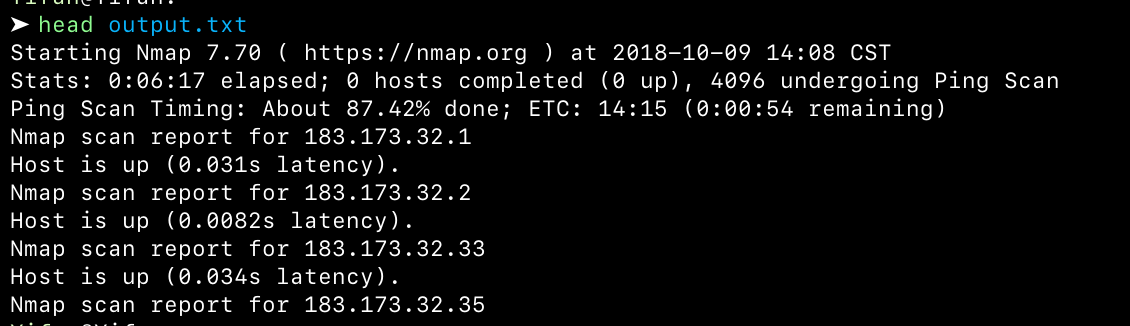 ➤ head output.txt
Starting Nmap 7.70 ( https://nmap.org ) at 2018-10-09 14:08 CST
Stats: 0:06:17 elapsed; 0 hosts completed (0 up), 4096 undergoing Ping Scan
Ping Scan Timing: About 87.42% done; ETC: 14:15 (0:00:54 remaining)
Nmap scan report for 183.173.32.1
Host is up (0.031s latency).
Nmap scan report for 183.173.32.2
Host is up (0.0082s latency).
Nmap scan report for 183.173.32.33
Host is up (0.034s latency).
Nmap scan report for 183.173.32.35